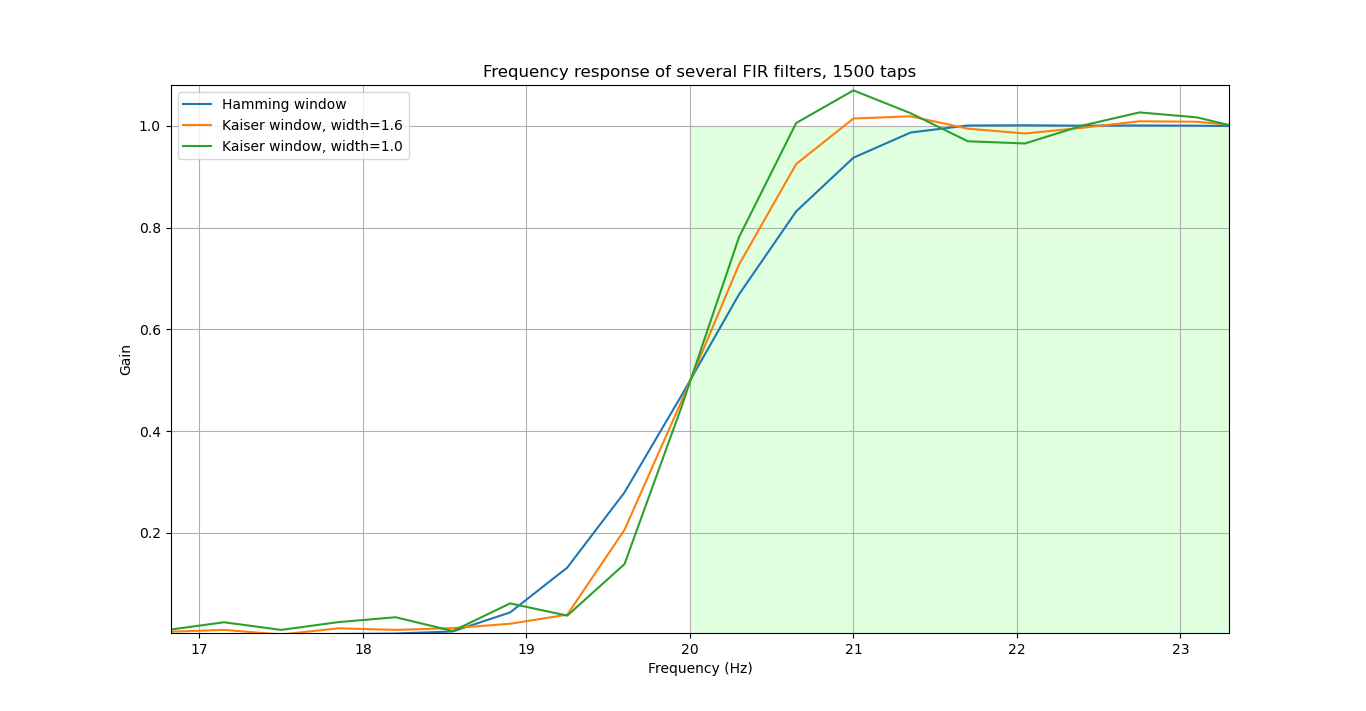 Frequency response of several FIR filters, 1500 taps
Hamming window
Kaiser window, width=1.6
Kaiser window, width=1.0
1.0
0.8
0.6
0.4
0.2
Gain
17 18 19 20 21 22 23
Frequency (Hz)